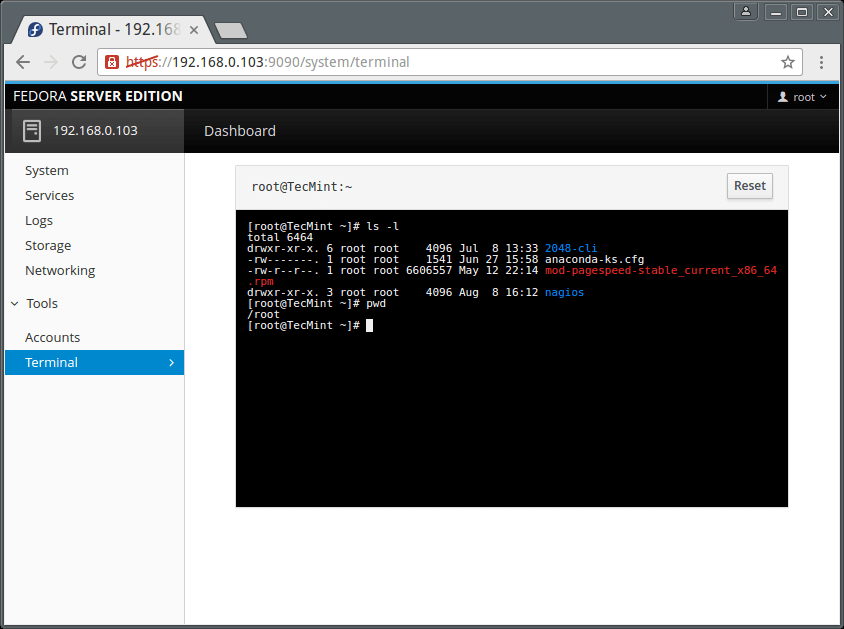 Terminal - 192.168
https://192.168.0.103:9090/system/terminal
FEDORA SERVER EDITION
root
192.168.0.103
Dashboard
System
Services
Logs
Storage
Networking
Tools
Accounts
Terminal
root@TecMint:~
Reset
[root@TecMint ~]# ls -l
total 6464
drwxr-xr-x. 6 root root    4096 Jul  8 13:33 2048-cli
-rw-------. 1 root root    1541 Jun 27 15:58 anaconda-ks.cfg
-rw-r--r--. 1 root root 6606557 May 12 22:14 mod-pagespeed-stable_current_x86_64
.rpm
drwxr-xr-x. 3 root root    4096 Aug  8 16:12 nagios
[root@TecMint ~]# pwd
/root
[root@TecMint ~]#